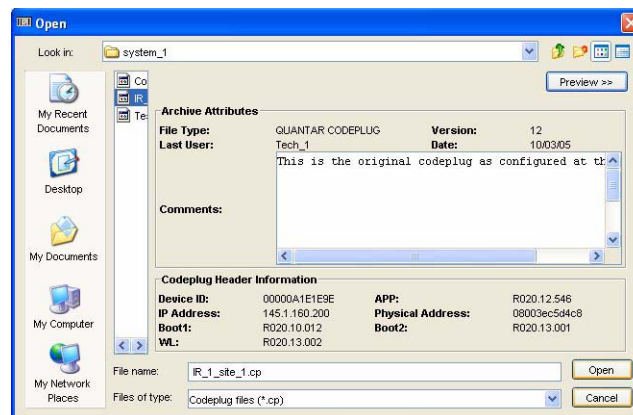 Open
Look in: system_1
Preview >>
Co
IR_
Te
My Recent
Documents
Desktop
My Documents
My Computer
My Network
Places
Archive Attributes
File Type: QUANTAR CODEPLUG Version: 12
Last User: Tech_1 Date: 10/03/05
This is the original codeplug as configured at th
Comments:
Codeplug Header Information
Device ID: 00000A1E1E9E APP: R020.12.546
IP Address: 145.1.160.200 Physical Address: 08003ec5d4c8
Boot1: R020.10.012 Boot2: R020.13.001
WL: R020.13.002
File name: IR_1_site_1.cp Open
Files of type: Codeplug files (*.cp) Cancel